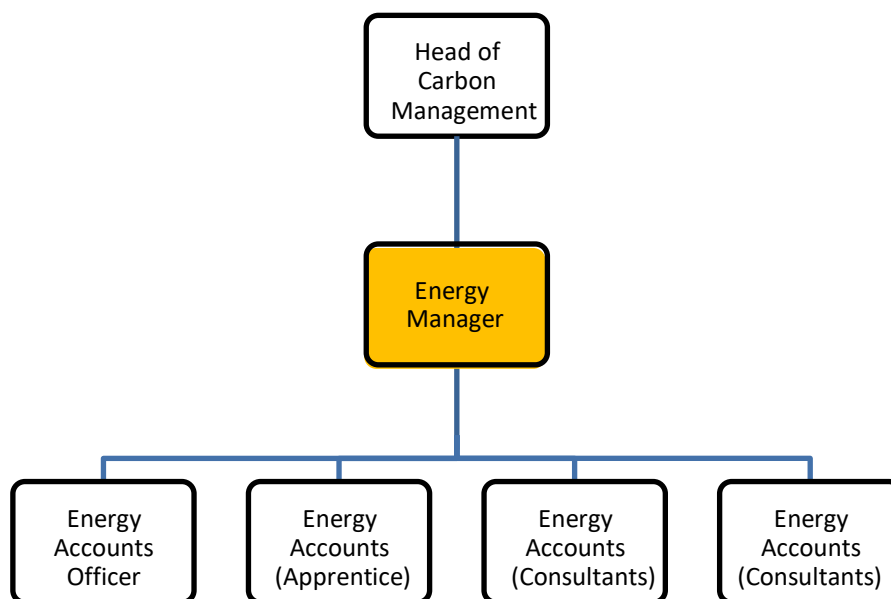 Head of
Carbon
Management
Energy
Manager
Energy
Accounts
Officer
Energy
Accounts
(Apprentice)
Energy
Accounts
(Consultants)
Energy
Accounts
(Consultants)